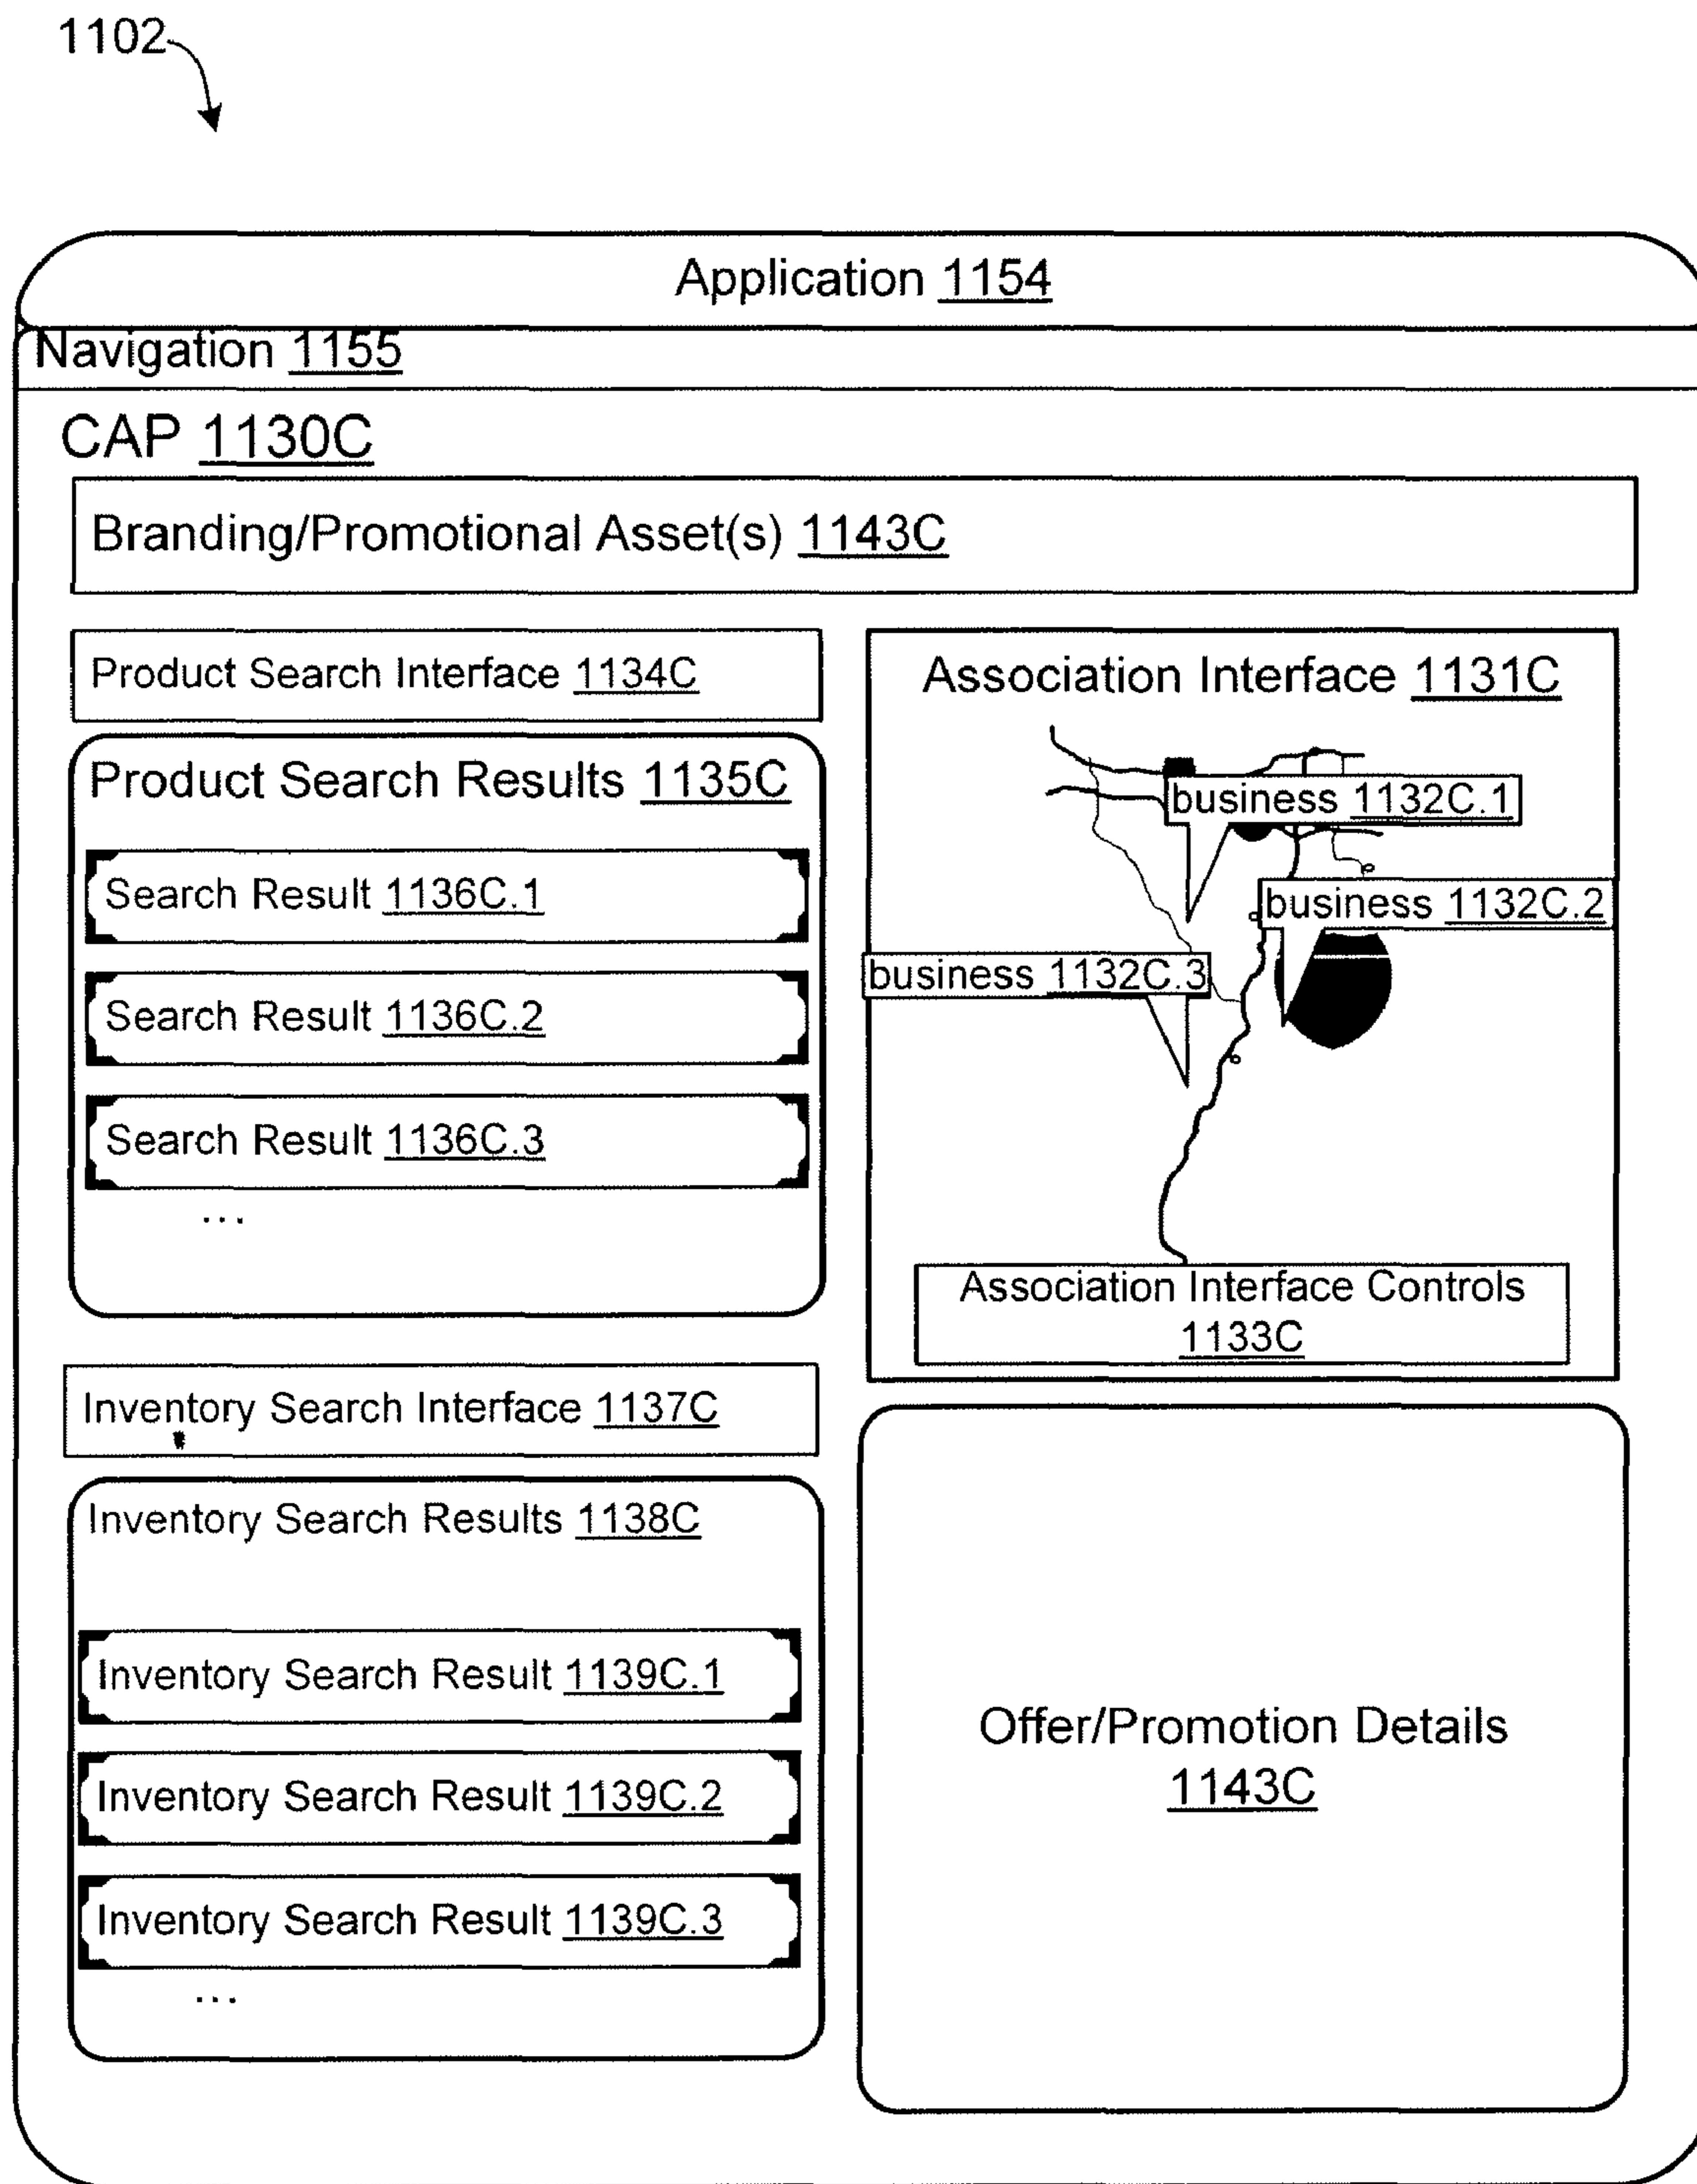 1102
Application 1154
Navigation 1155
CAP 1130C
Branding/Promotional Asset(s) 1143C
Product Search Interface 1134C
Product Search Results 1135C
Search Result 1136C.1
Search Result 1136C.2
Search Result 1136C.3
...
Inventory Search Interface 1137C
Inventory Search Results 1138C
Inventory Search Result 1139C.1
Inventory Search Result 1139C.2
Inventory Search Result 1139C.3
...
Association Interface 1131C
business 1132C.1
business 1132C.2
business 1132C.3
Association Interface Controls
1133C
Offer/Promotion Details
1143C